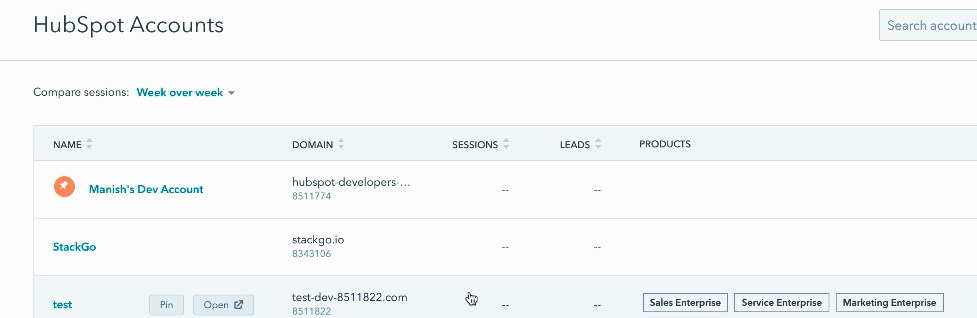 HubSpot Accounts
Search account
Compare sessions: Week over week
NAME DOMAIN SESSIONS LEADS PRODUCTS
Manish's Dev Account hubspot-developers-... -- --
8511774
StackGo stackgo.io -- --
8343106
test Pin Open test-dev-8511822.com -- -- Sales Enterprise Service Enterprise Marketing Enterprise
8511822